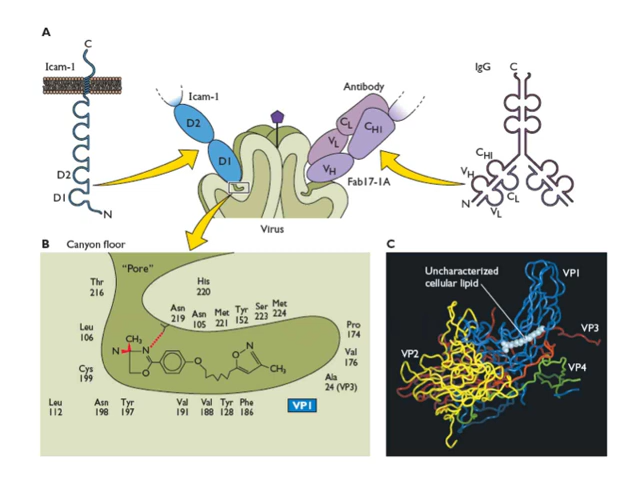 A
C
Icam-1
D2
D1
N
Icam-1
D2
D1
Antibody
CL
CH1
VL
VH
Fab17-1A
Virus
IgG
C
CH1
VH
CL
N
VL
B
Canyon floor
"Pore"
Thr
216
His
220
Asn
219
Asn
105
Met
221
Tyr
152
Ser
223
Met
224
Leu
106
Pro
174
Val
176
Cys
199
Ala
24 (VP3)
CH3
N
N
O
O
N
O
CH3
Leu
112
Asn
198
Tyr
197
Val
191
Val
188
Tyr
128
Phe
186
VP1
C
Uncharacterized
cellular lipid
VP1
VP2
VP3
VP4